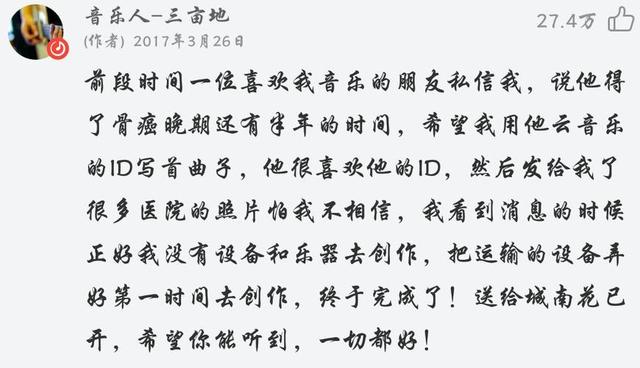 音乐人-三亩地
27.4万
(作者) 2017年3月26日
前段时间一位喜欢我音乐的朋友私信我，说他得
了骨癌晚期还有半年的时间，希望我用他云音乐
的ID写首曲子，他很喜欢他的ID，然后发给我了
很多医院的照片怕我不相信，我看到消息的时候
正好我没有设备和乐器去创作，把运输的设备弄
好第一时间去创作，终于完成了！送给城南花已
开，希望你能听到，一切都好！